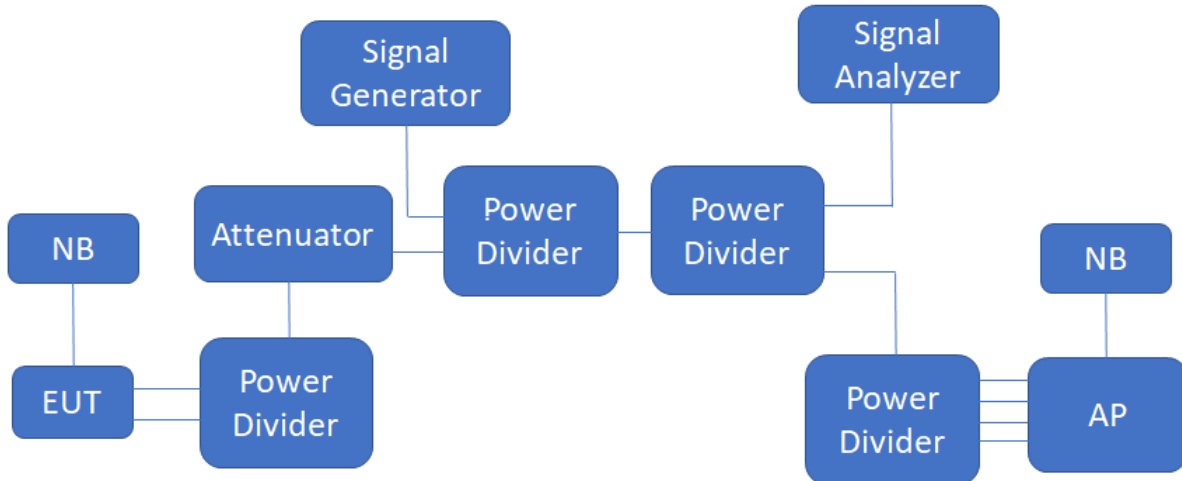 Signal
Generator
Signal
Analyzer
Attenuator
Power
Divider
Power
Divider
NB
NB
EUT
Power
Divider
Power
Divider
AP